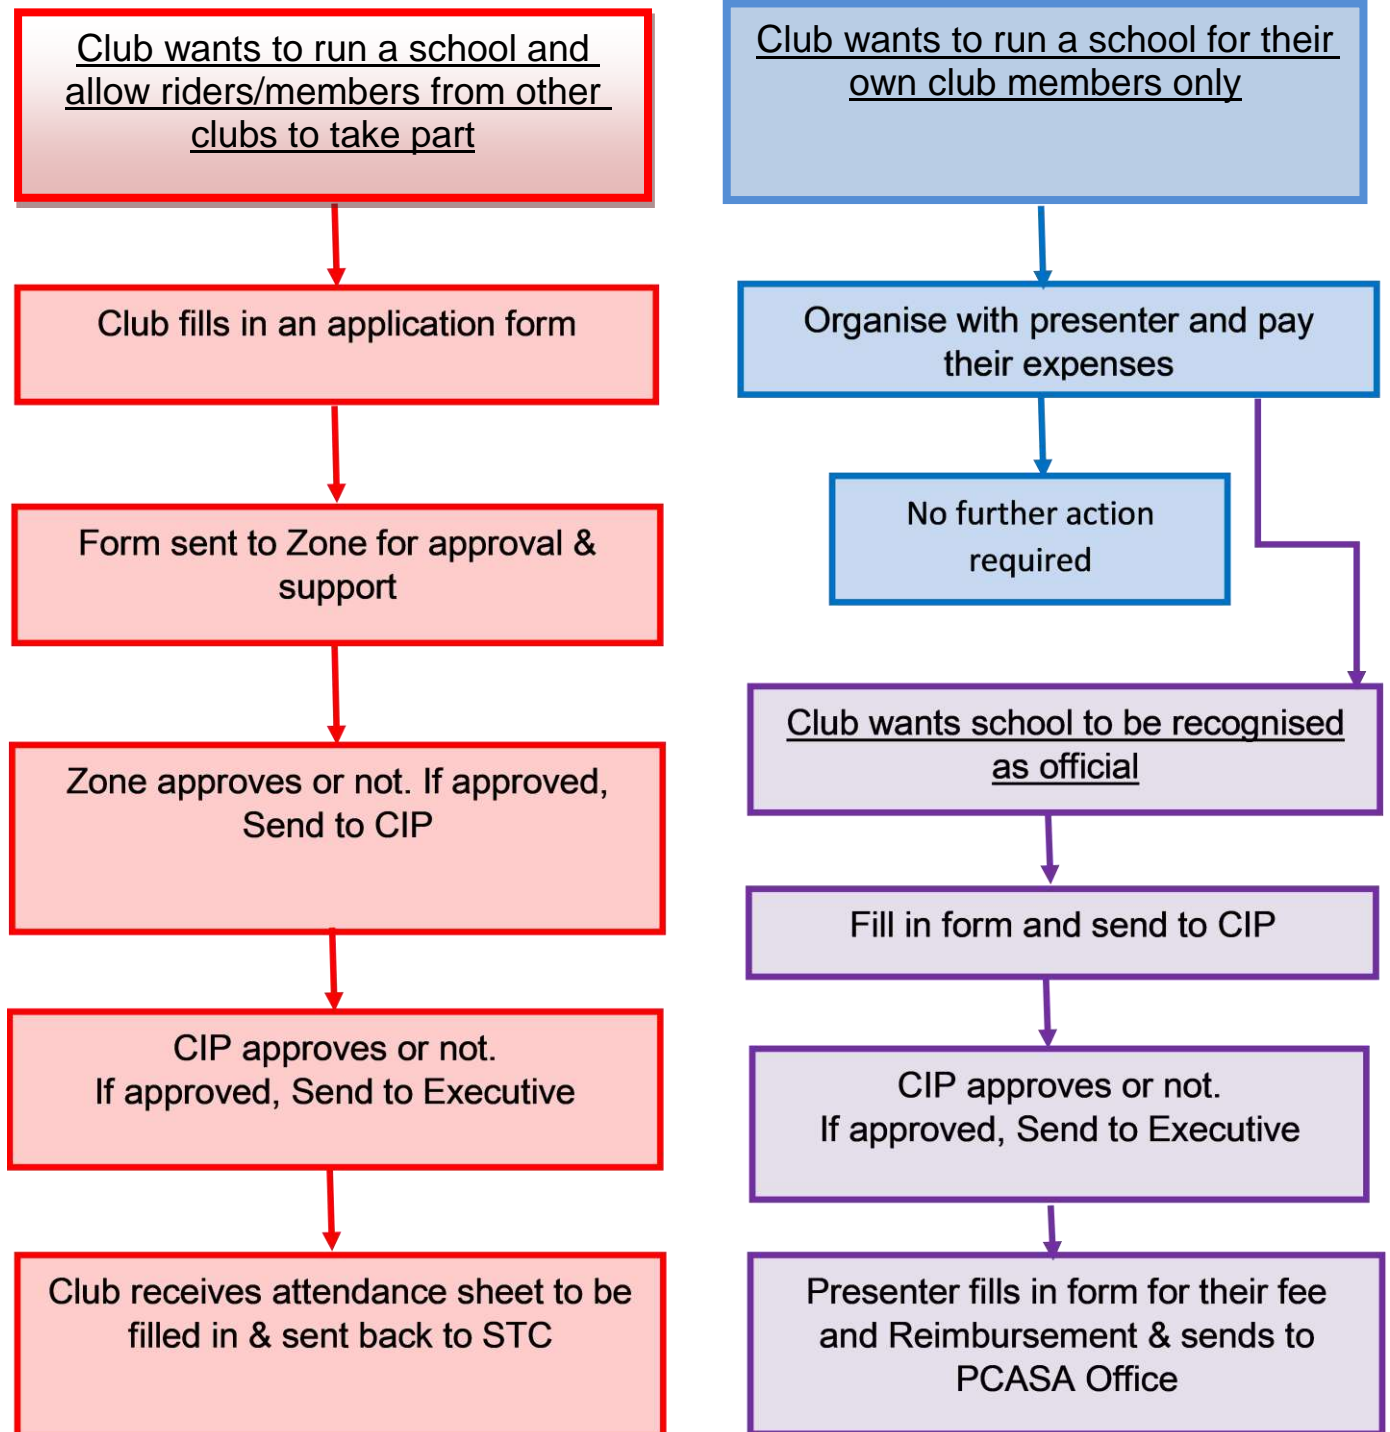 Club wants to run a school and
allow riders/members from other
clubs to take part
Club fills in an application form
Form sent to Zone for approval &
support
Zone approves or not. If approved,
Send to CIP
CIP approves or not.
If approved, Send to Executive
Club receives attendance sheet to be
filled in & sent back to STC
Club wants to run a school for their
own club members only
Organise with presenter and pay
their expenses
No further action
required
Club wants school to be recognised
as official
Fill in form and send to CIP
CIP approves or not.
If approved, Send to Executive
Presenter fills in form for their fee
and Reimbursement & sends to
PCASA Office